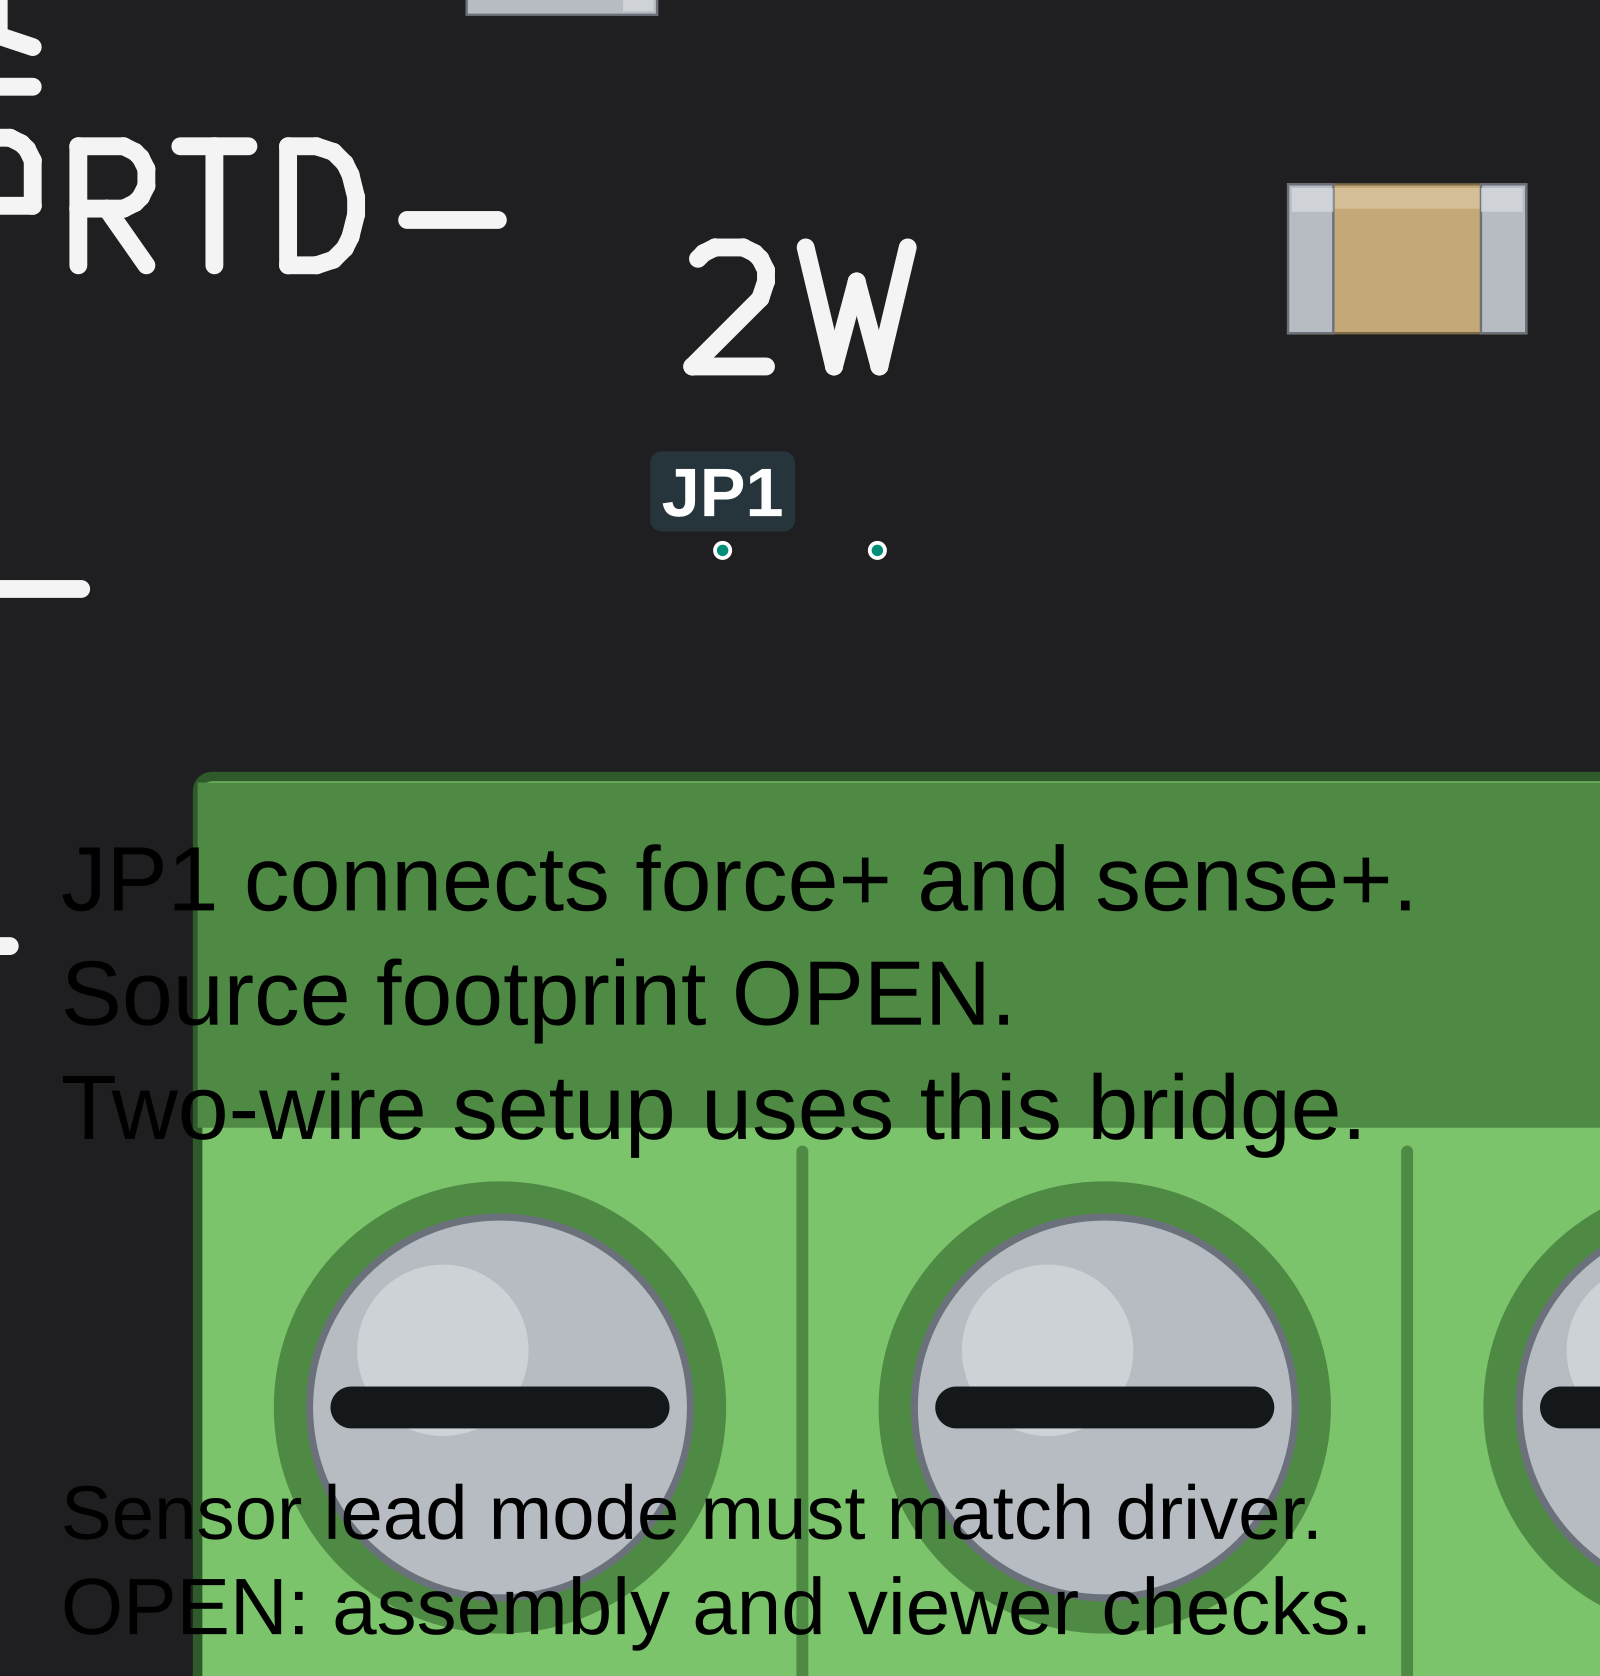 PRTD-
2W
JP1
JP1 connects force+ and sense+.
Source footprint OPEN.
Two-wire setup uses this bridge.
Sensor lead mode must match driver.
OPEN: assembly and viewer checks.